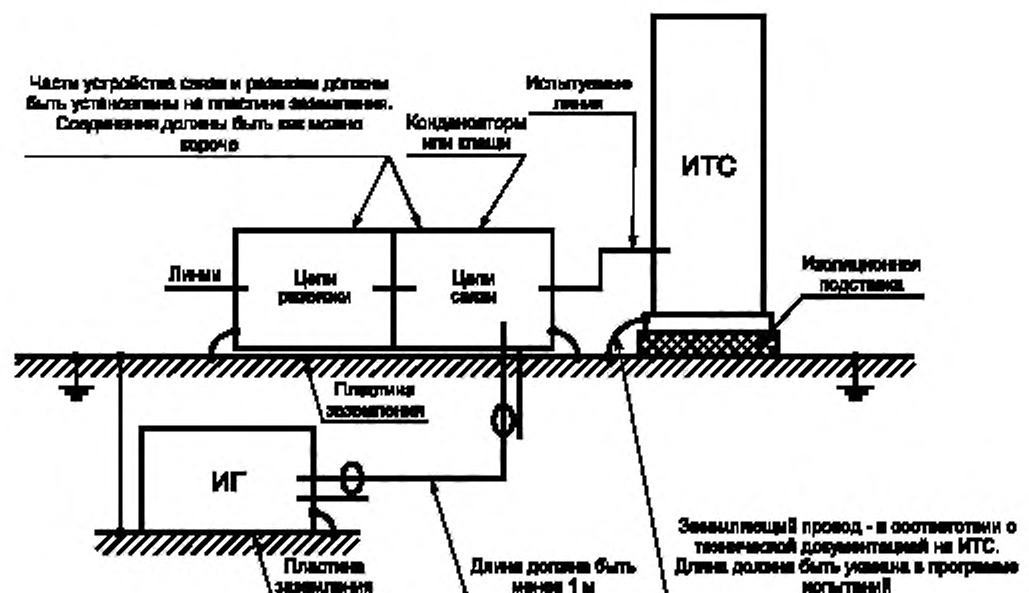 Части устройства связи и развязки должны
быть установлены на пластине заземления.
Соединения должны быть как можно
короче
Конденсаторы
или клещи
Испытуемые
линии
ИТС
Линии
Цепи
развязки
Цепи
связи
Изоляционная
подставка
Пластина
заземления
ИГ
Пластина
заземления
Длина должна быть
менее 1 м
Заземляющий провод - в соответствии с
технической документацией на ИТС.
Длина должна быть указана в программе
испытаний